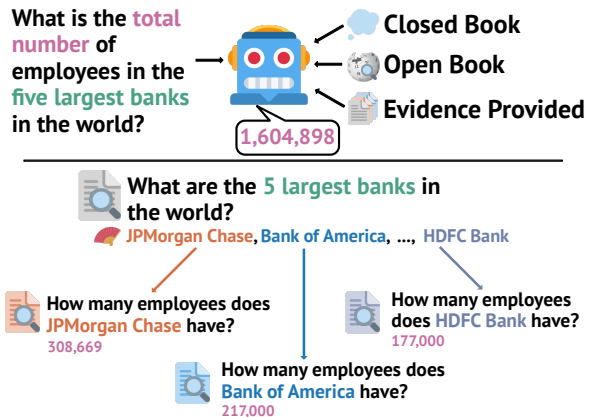 What is the total
number of
employees in the
five largest banks
in the world?
Closed Book
Open Book
Evidence Provided
1,604,898
What are the 5 largest banks in
the world?
JPMorgan Chase, Bank of America, ..., HDFC Bank
How many employees does
JPMorgan Chase have?
308,669
How many employees
does HDFC Bank have?
177,000
How many employees does
Bank of America have?
217,000